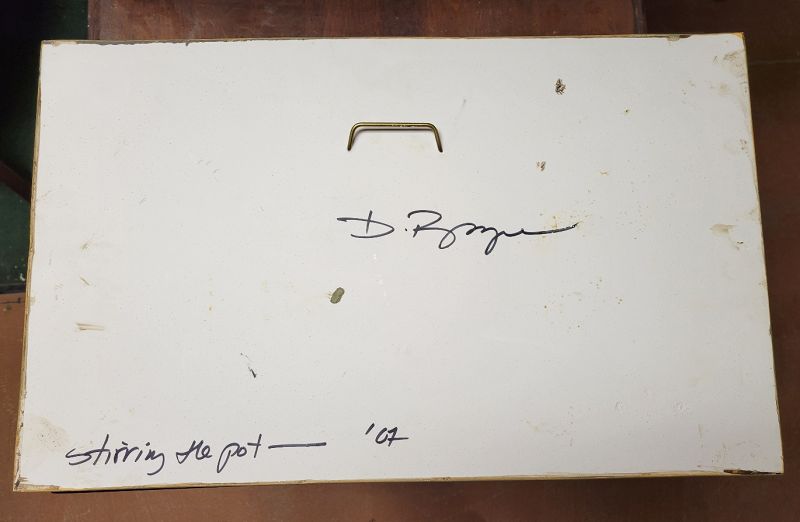 D.
stirring the pot — '07